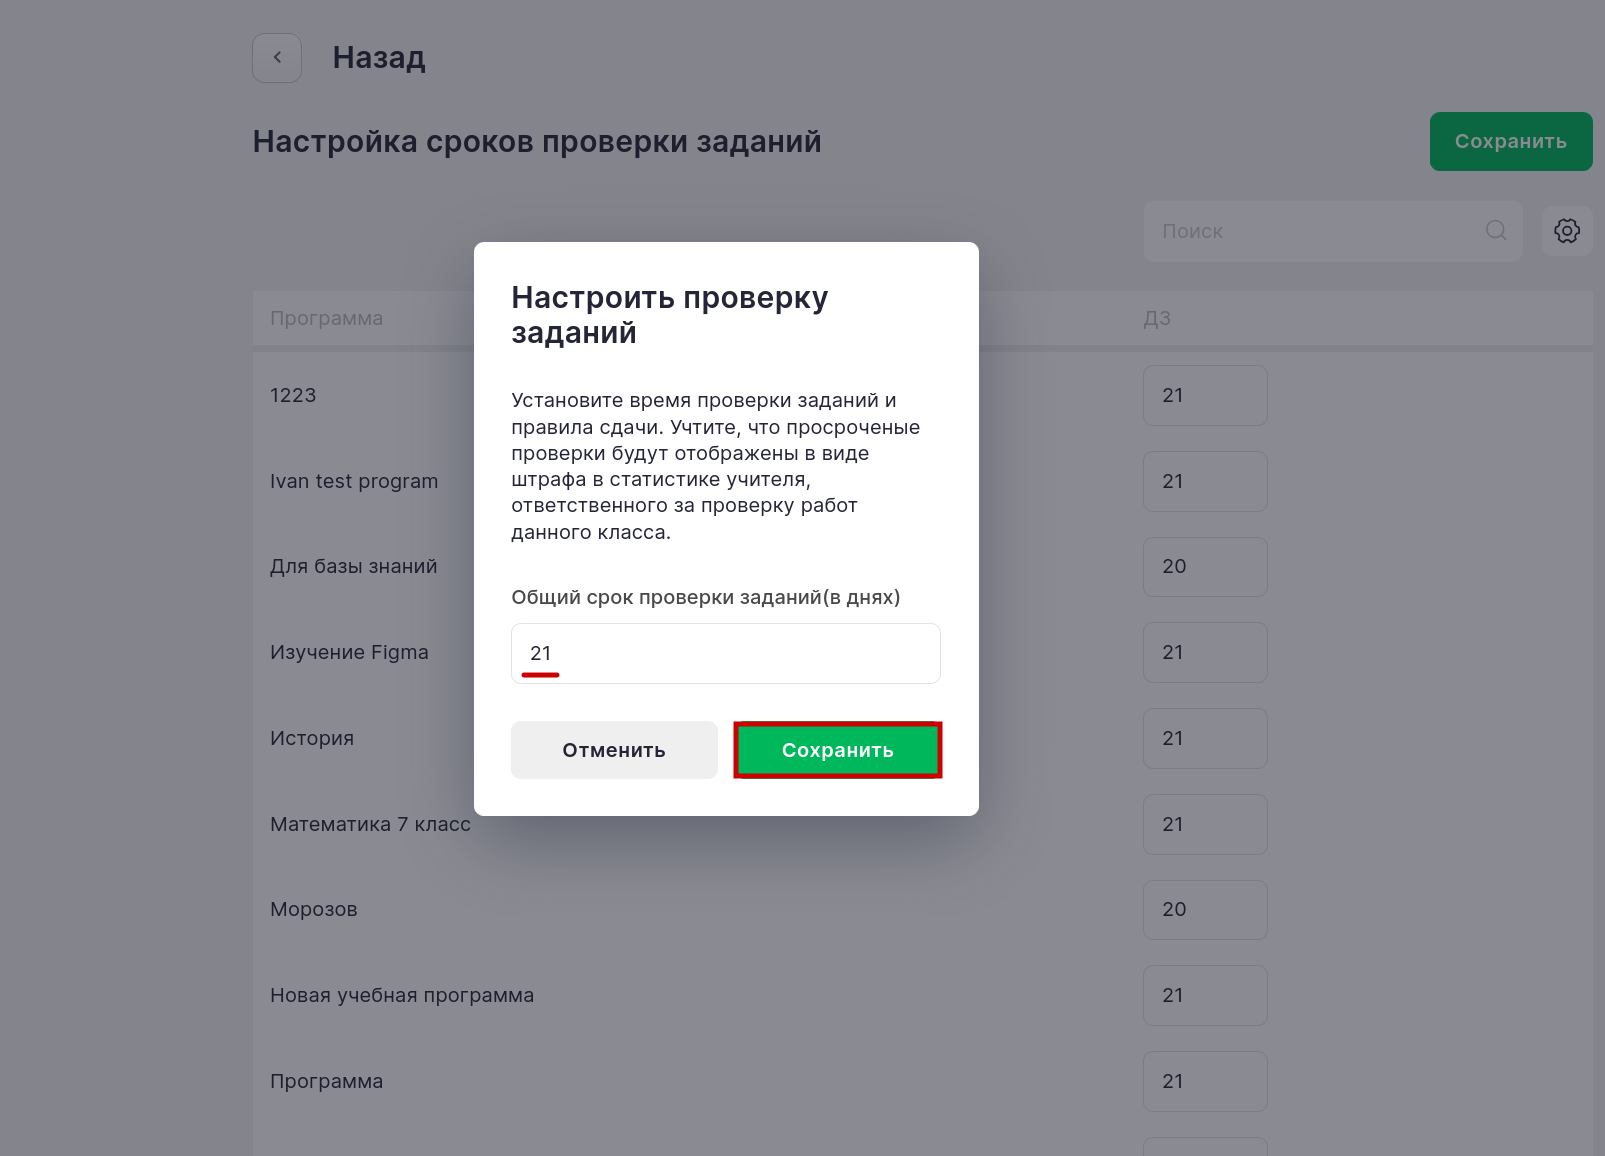 Назад
Настройка сроков проверки заданий
Сохранить
Поиск
Программа
ДЗ
1223
21
Ivan test program
21
Для базы знаний
20
Изучение Figma
21
История
21
Математика 7 класс
21
Морозов
20
Новая учебная программа
21
Программа
21
Настроить проверку
заданий
Установите время проверки заданий и
правила сдачи. Учтите, что просроченые
проверки будут отображены в виде
штрафа в статистике учителя,
ответственного за проверку работ
данного класса.
Общий срок проверки заданий(в днях)
21
Отменить
Сохранить